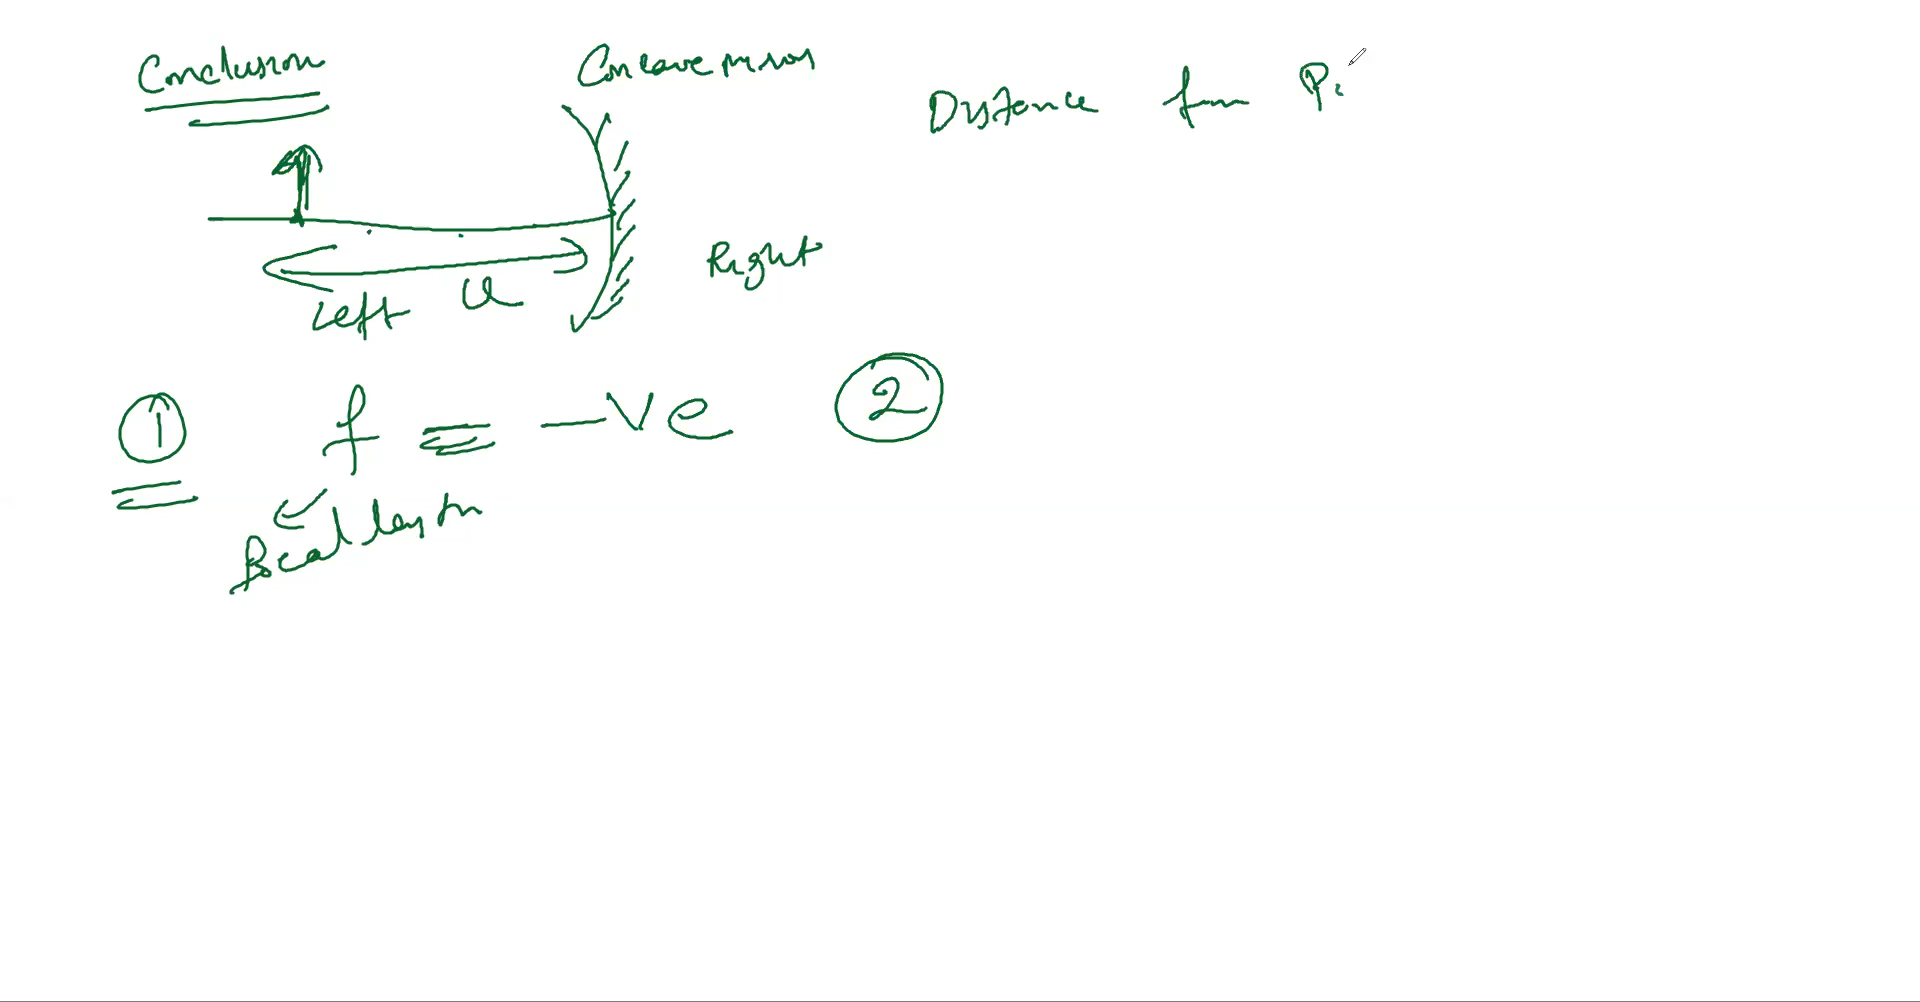 Conclusion
Concave mirror
Distance from P.
Right
Left u
1 f = -ve 2
focal length